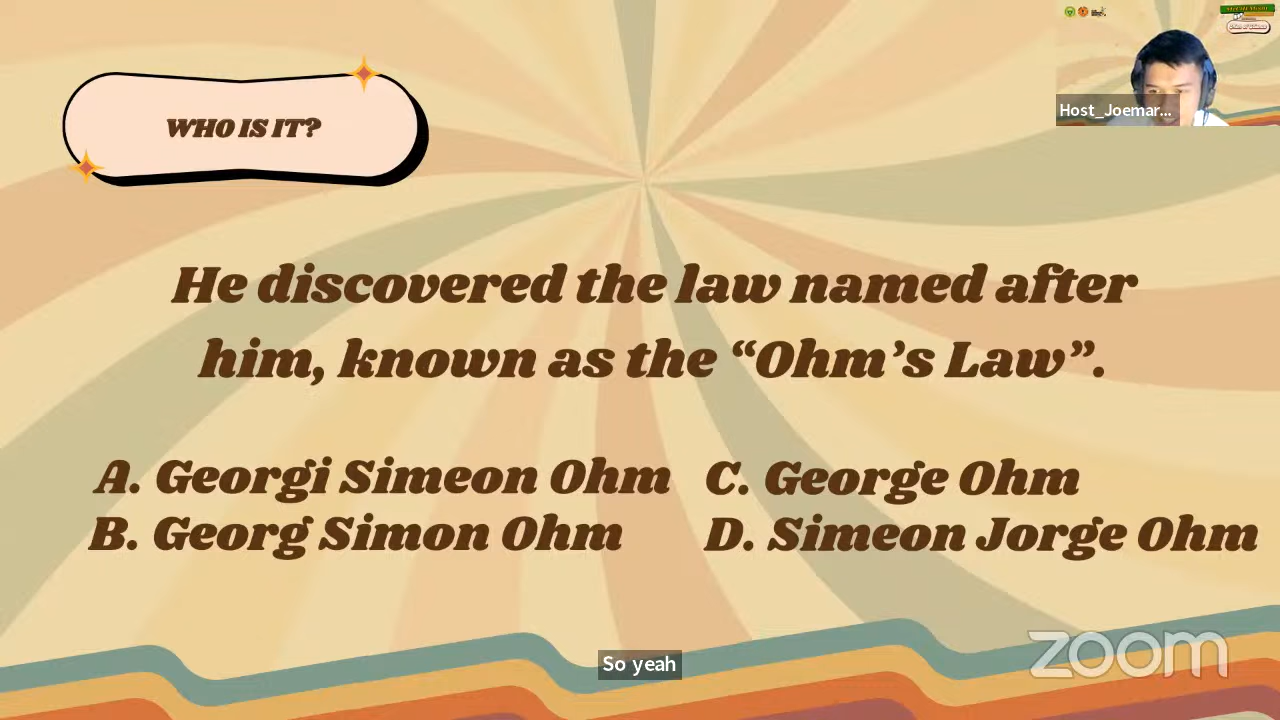 WHO IS IT?
Host_Joemar...
He discovered the law named after
him, known as the “Ohm’s Law”.
A. Georgi Simeon Ohm
B. Georg Simon Ohm
C. George Ohm
D. Simeon Jorge Ohm
So yeah
zoom